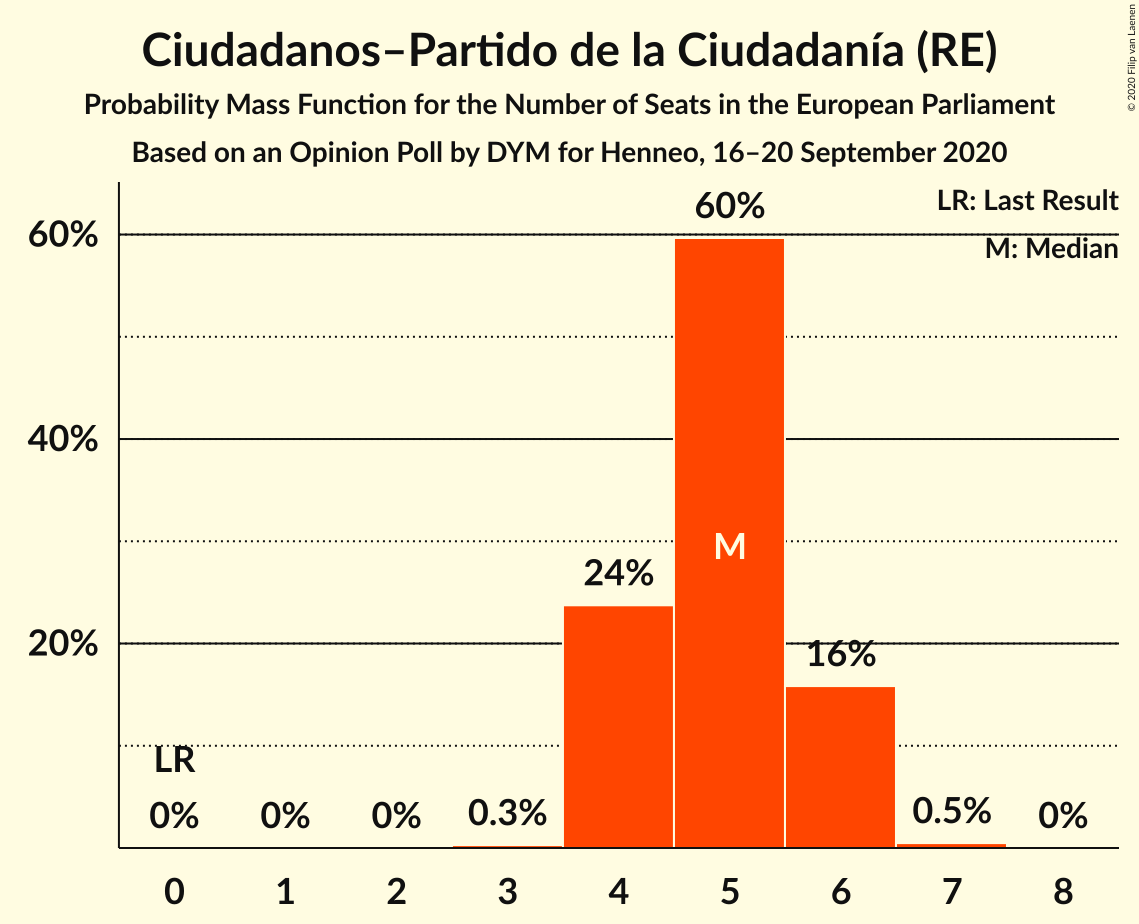 Ciudadanos–Partido de la Ciudadanía (RE)
Probability Mass Function for the Number of Seats in the European Parliament
Based on an Opinion Poll by DYM for Henneo, 16–20 September 2020
© 2020 Filip van Laenen
LR: Last Result
M: Median
60%
40%
20%
LR
0%
0%
0%
0.3%
24%
60%
M
16%
0.5%
0%
0 1 2 3 4 5 6 7 8